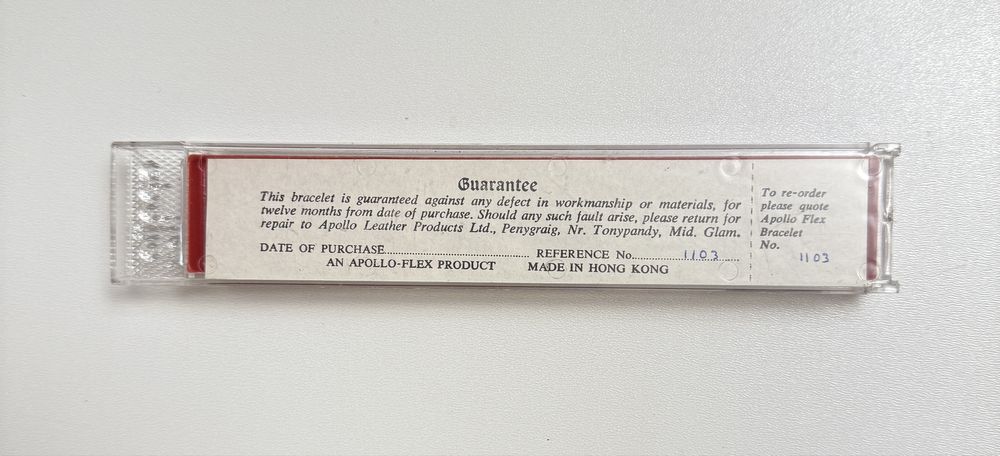 Guarantee
This bracelet is guaranteed against any defect in workmanship or materials, for
twelve months from date of purchase. Should any such fault arise, please return for
repair to Apollo Leather Products Ltd., Penygraig, Nr. Tonypandy, Mid. Glam.
DATE OF PURCHASE.................................... REFERENCE No..............1103......
AN APOLLO-FLEX PRODUCT MADE IN HONG KONG
To re-order
please quote
Apollo Flex
Bracelet
No.
1103